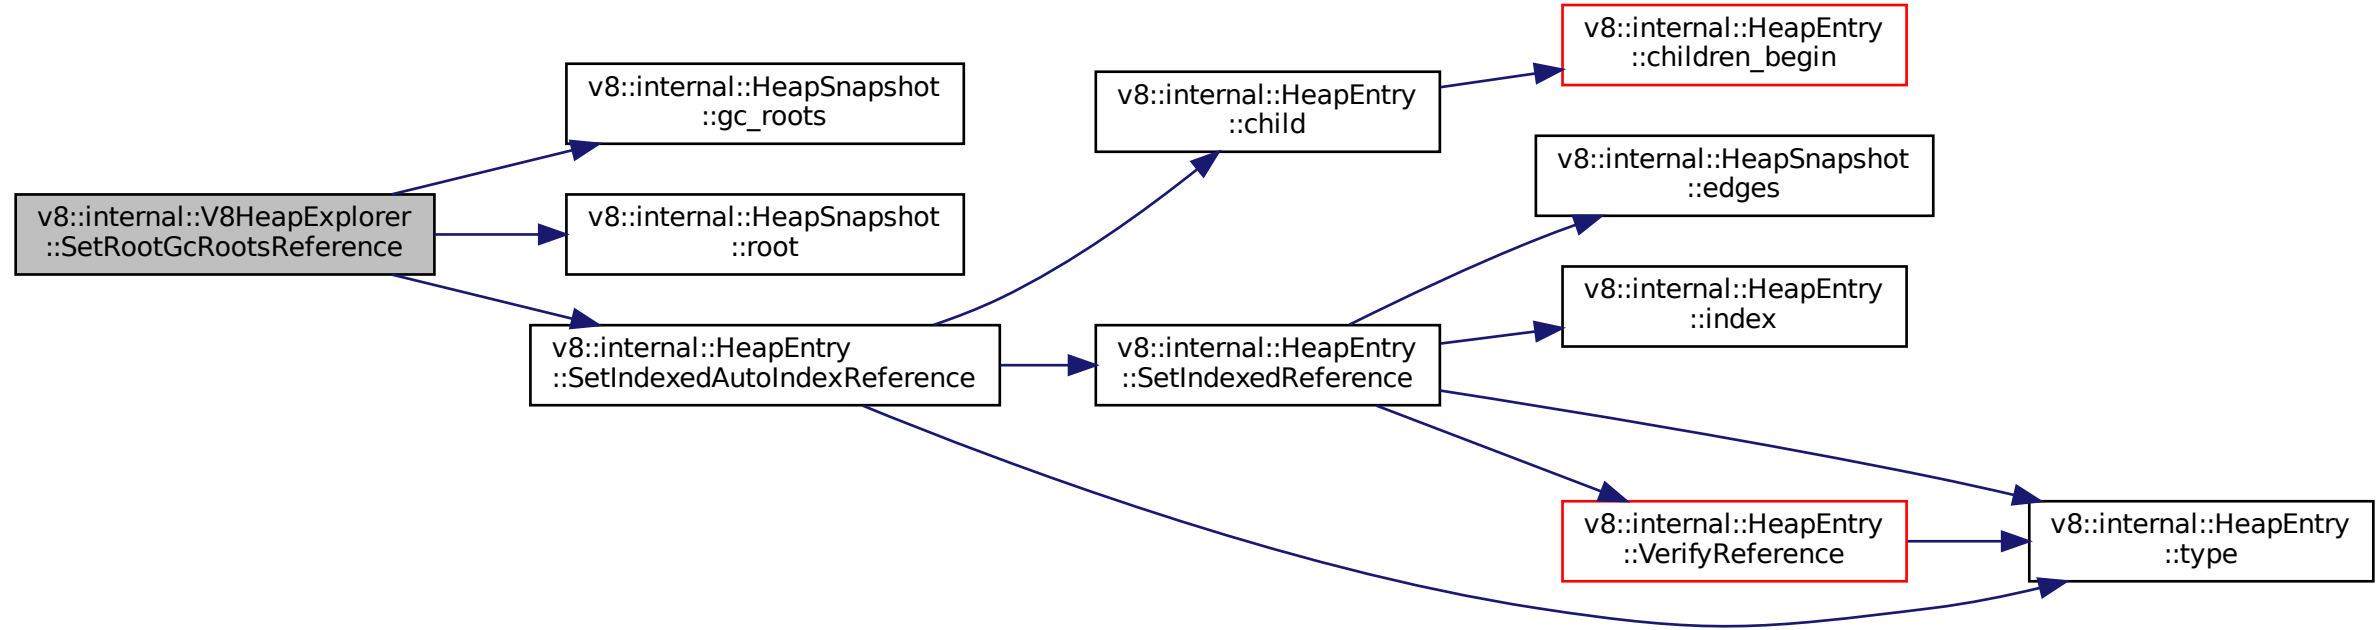 v8::internal::V8HeapExplorer
::SetRootGcRootsReference
v8::internal::HeapSnapshot
::gc_roots
v8::internal::HeapSnapshot
::root
v8::internal::HeapEntry
::SetIndexedAutoIndexReference
v8::internal::HeapEntry
::child
v8::internal::HeapEntry
::SetIndexedReference
v8::internal::HeapEntry
::children_begin
v8::internal::HeapSnapshot
::edges
v8::internal::HeapEntry
::index
v8::internal::HeapEntry
::VerifyReference
v8::internal::HeapEntry
::type